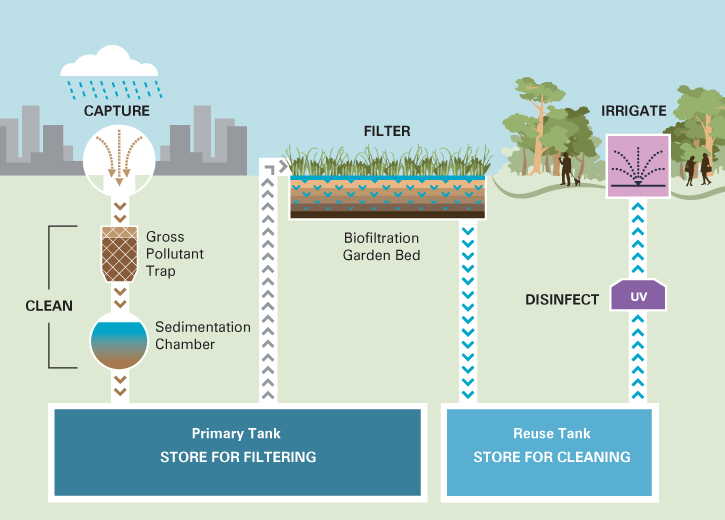 CAPTURE
Gross
Pollutant
Trap
CLEAN
Sedimentation
Chamber
Primary Tank
STORE FOR FILTERING
FILTER
Biofiltration
Garden Bed
Reuse Tank
STORE FOR CLEANING
DISINFECT
UV
IRRIGATE